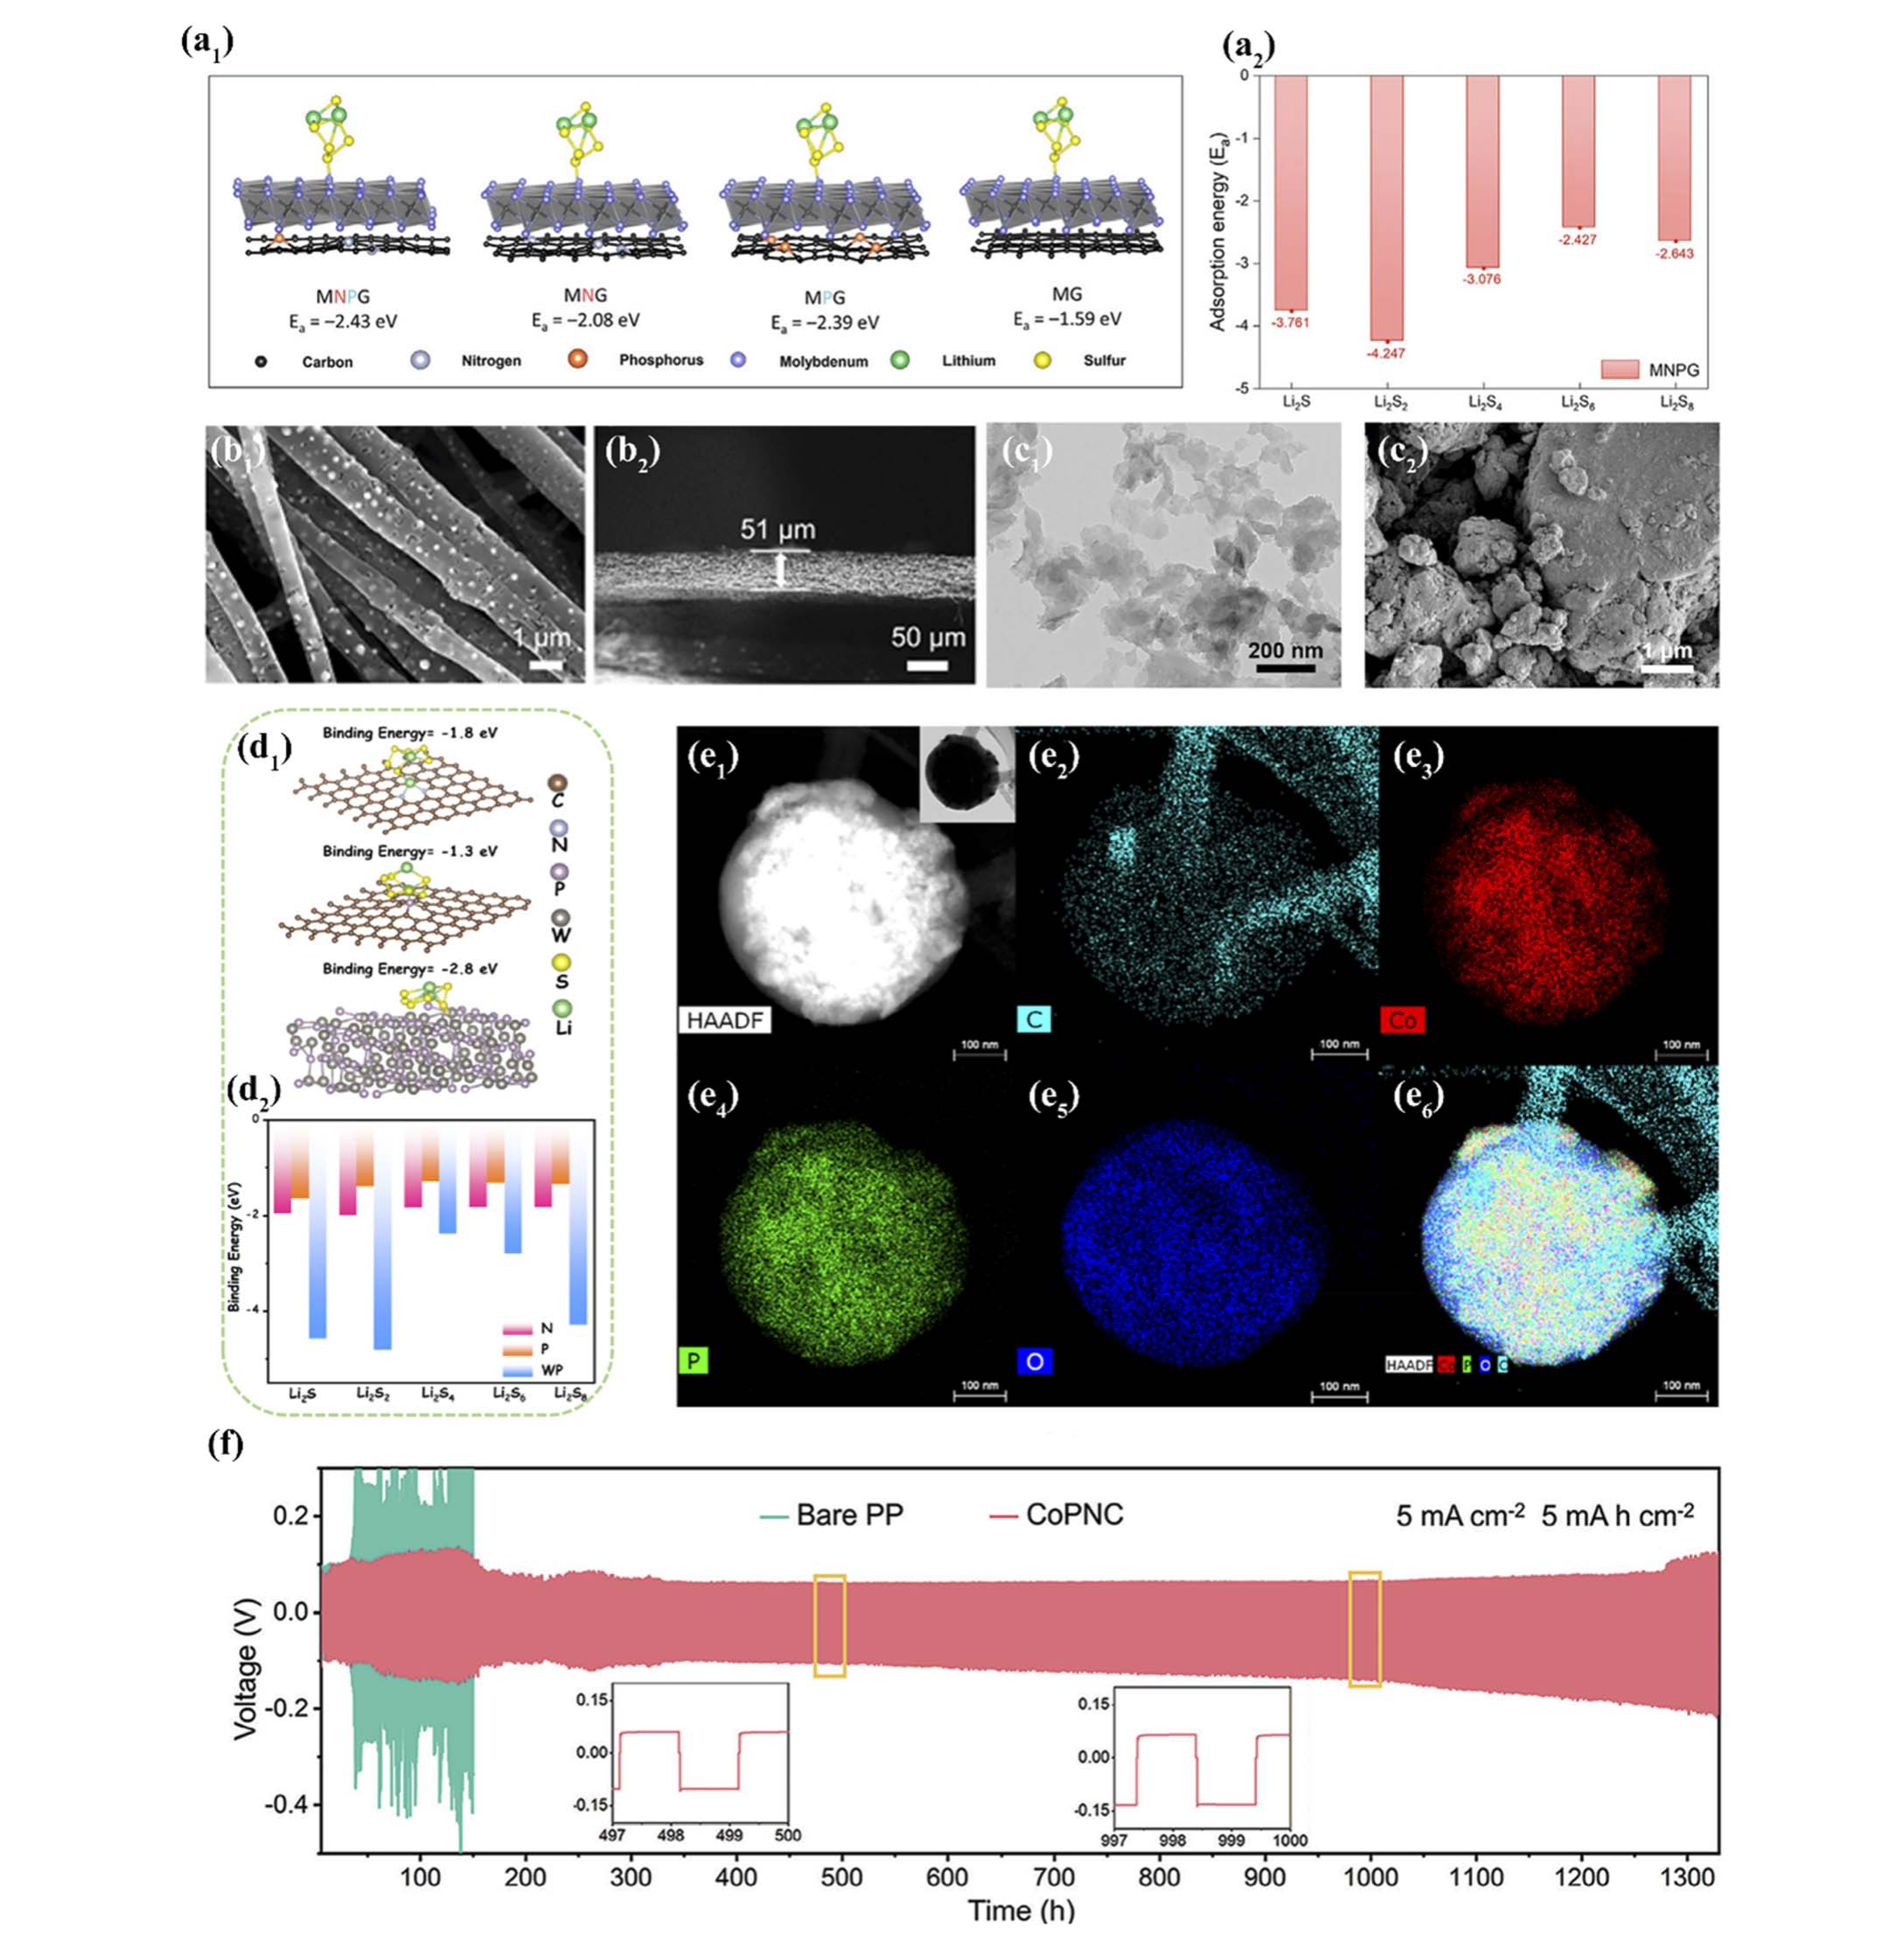 (a1)
MNPG
Ea = −2.43 eV
MNG
Ea = −2.08 eV
MPG
Ea = −2.39 eV
MG
Ea = −1.59 eV
Carbon Nitrogen Phosphorus Molybdenum Lithium Sulfur
(a2)
Adsorption energy (Ea)
0
-1
-2
-3
-4
-5
-3.761
-4.247
-3.076
-2.427
-2.643
MNPG
Li2S Li2S2 Li2S4 Li2S6 Li2S8
(b1)
1 μm
(b2)
51 μm
50 μm
(c1)
200 nm
(c2)
1 μm
(d1)
Binding Energy= -1.8 eV
Binding Energy= -1.3 eV
Binding Energy= -2.8 eV
C
N
P
W
S
Li
(d2)
Binding Energy (eV)
0
-2
-4
N
P
WP
Li2S Li2S2 Li2S4 Li2S6 Li2S8
(e1)
HAADF
100 nm
(e2)
C
100 nm
(e3)
Co
100 nm
(e4)
P
100 nm
(e5)
O
100 nm
(e6)
HAADF Co P O C
100 nm
(f)
Bare PP CoPNC 5 mA cm-2 5 mA h cm-2
Voltage (V)
0.2
0.0
-0.2
-0.4
0.15
0.00
-0.15
497 498 499 500
0.15
0.00
-0.15
997 998 999 1000
100 200 300 400 500 600 700 800 900 1000 1100 1200 1300
Time (h)